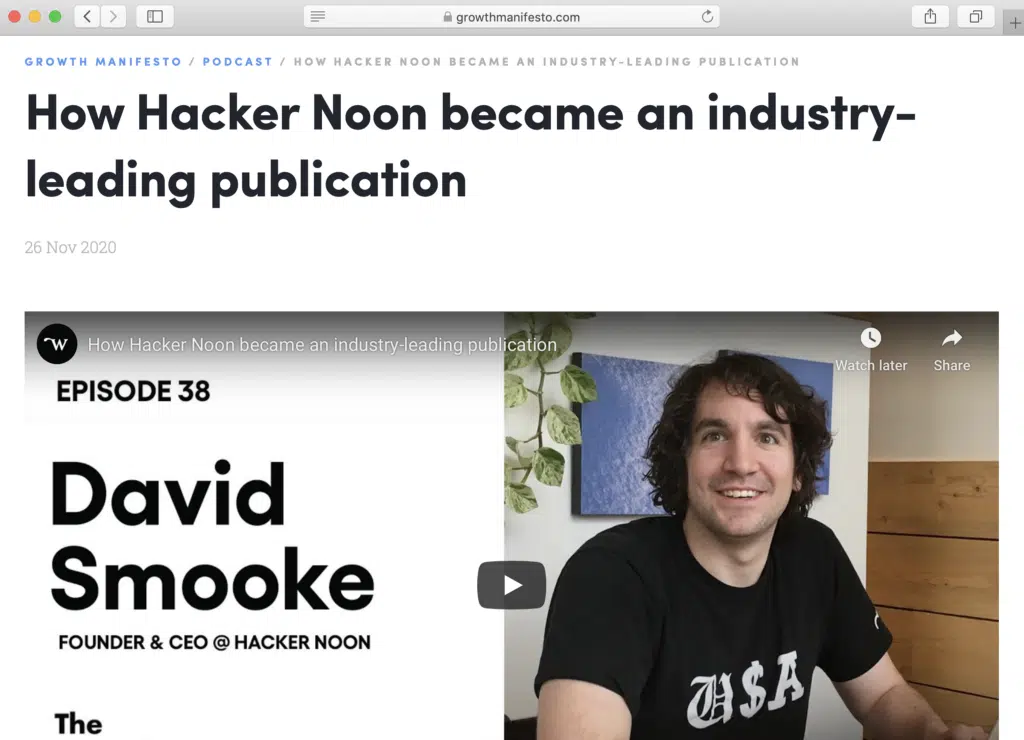 growthmanifesto.com
GROWTH MANIFESTO / PODCAST / HOW HACKER NOON BECAME AN INDUSTRY-LEADING PUBLICATION
How Hacker Noon became an industry-
leading publication
26 Nov 2020
W
How Hacker Noon became an industry-leading publication
Watch later
Share
EPISODE 38
David
Smooke
FOUNDER & CEO @ HACKER NOON
The
U$A